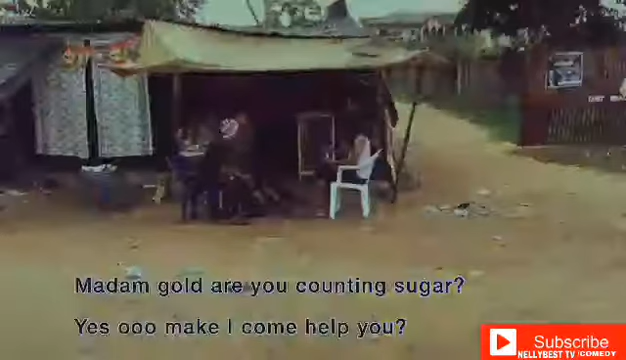 Madam gold are you counting sugar?
Yes ooo make I come help you?
Subscribe
NELLYBEST TV /COMEDY